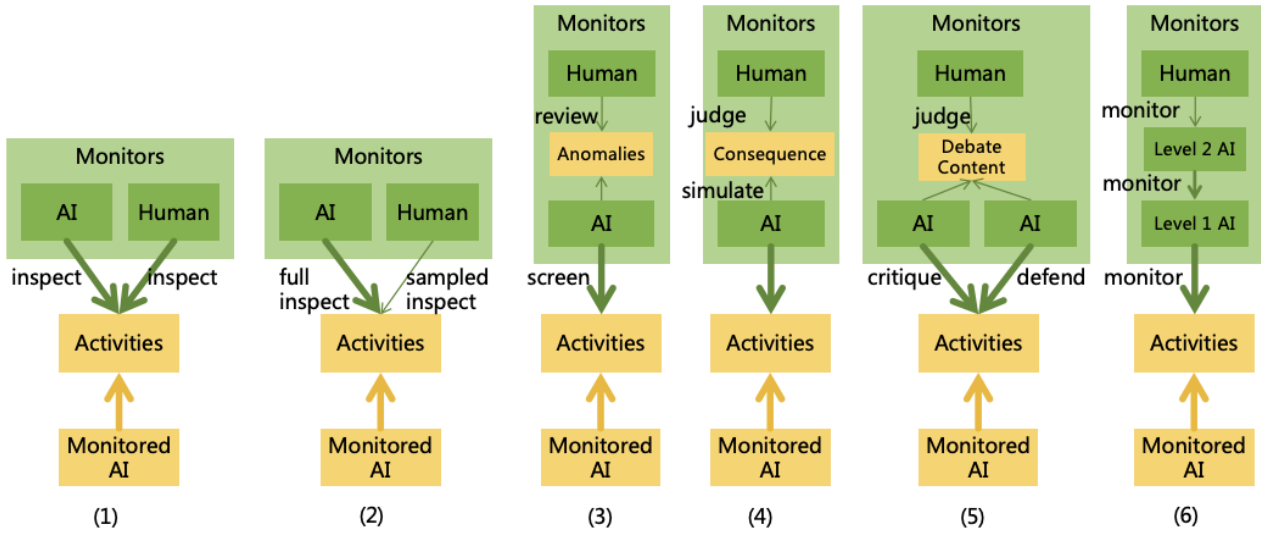 Monitors
AI
Human
inspect
inspect
Activities
Monitored
AI
(1)
Monitors
AI
Human
full
inspect
sampled
inspect
Activities
Monitored
AI
(2)
Monitors
Human
review
Anomalies
AI
screen
Activities
Monitored
AI
(3)
Monitors
Human
judge
Consequence
simulate
AI
Activities
Monitored
AI
(4)
Monitors
Human
judge
Debate
Content
AI
AI
critique
defend
Activities
Monitored
AI
(5)
Monitors
Human
monitor
Level 2 AI
monitor
Level 1 AI
monitor
Activities
Monitored
AI
(6)